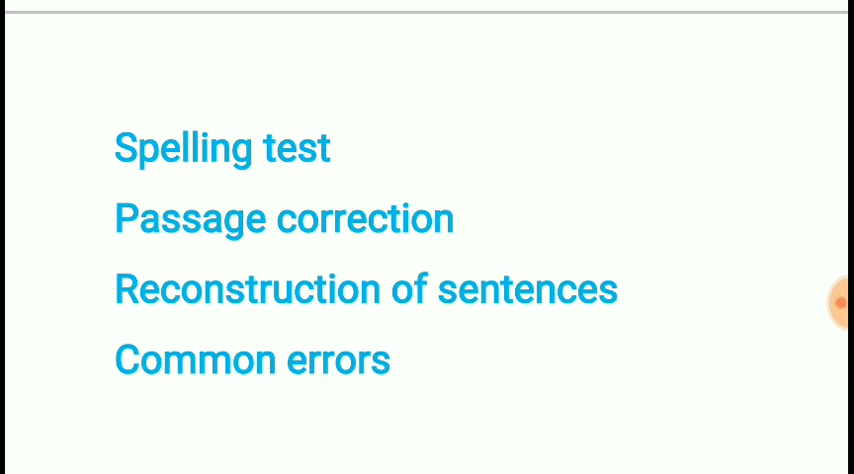 Spelling test
Passage correction
Reconstruction of sentences
Common errors